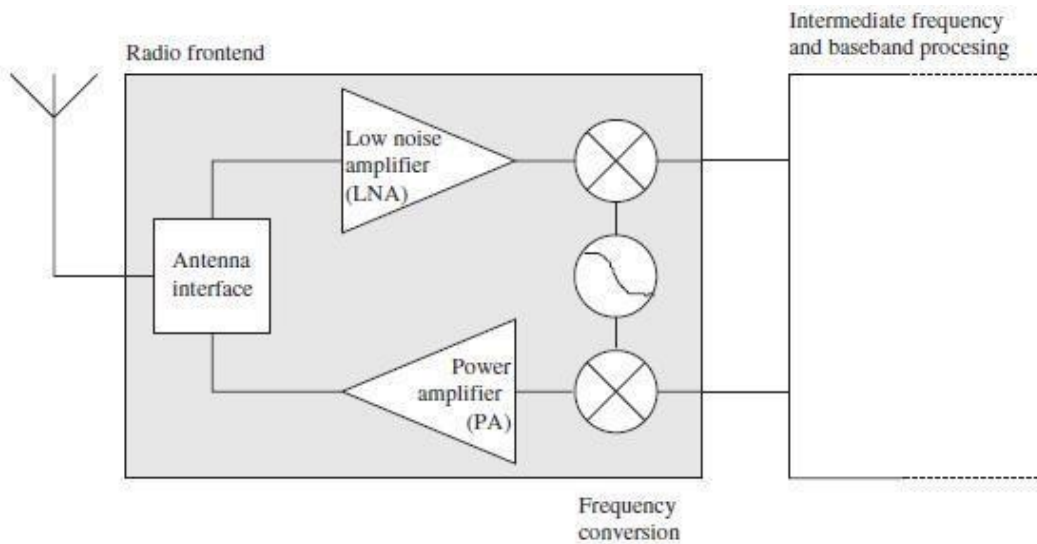 Radio frontend
Intermediate frequency
and baseband procesing
Low noise
amplifier
(LNA)
Antenna
interface
Power
amplifier
(PA)
Frequency
conversion